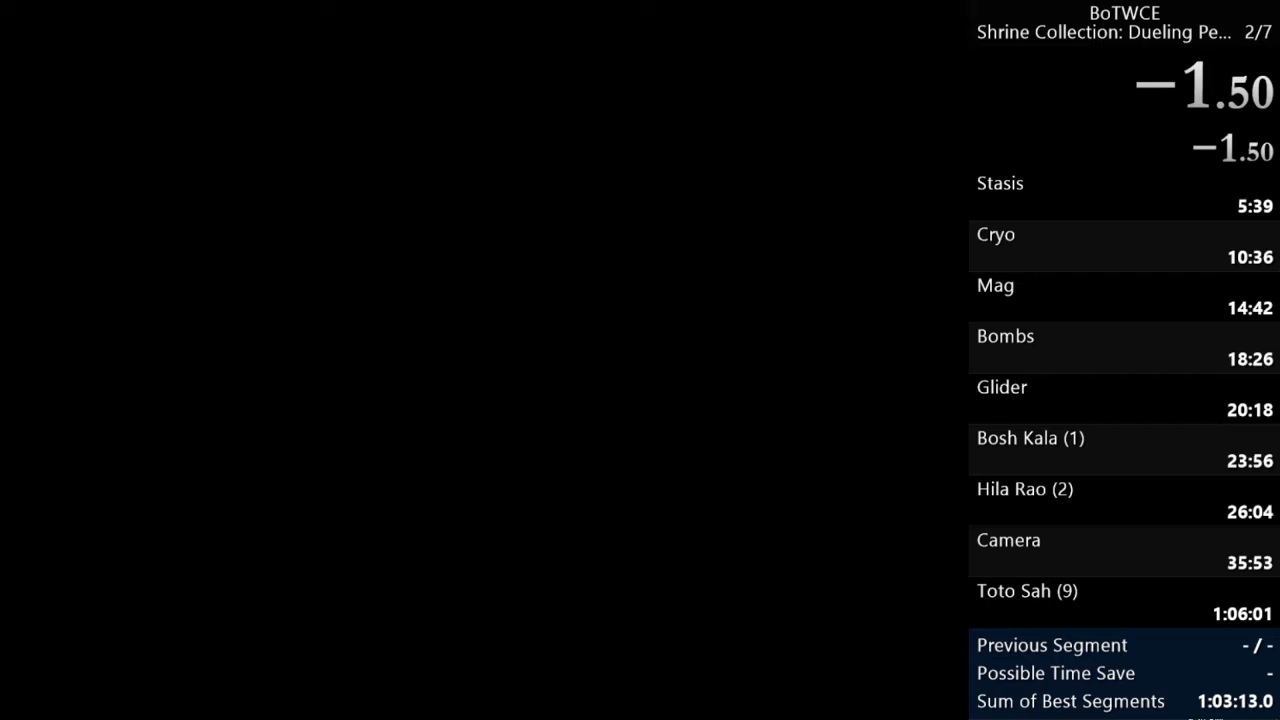 BoTWCE
Shrine Collection: Dueling Pe... 2/7
−1.50
−1.50
Stasis
5:39
Cryo
10:36
Mag
14:42
Bombs
18:26
Glider
20:18
Bosh Kala (1)
23:56
Hila Rao (2)
26:04
Camera
35:53
Toto Sah (9)
1:06:01
Previous Segment - / -
Possible Time Save -
Sum of Best Segments 1:03:13.0